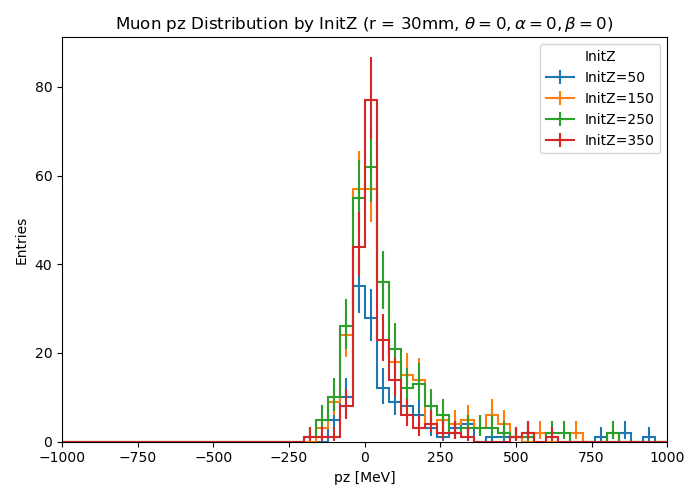 Muon pz Distribution by InitZ (r = 30mm, θ = 0, α = 0, β = 0)
InitZ
InitZ=50
InitZ=150
InitZ=250
InitZ=350
Entries
80
60
40
20
0
−1000 −750 −500 −250 0 250 500 750 1000
pz [MeV]